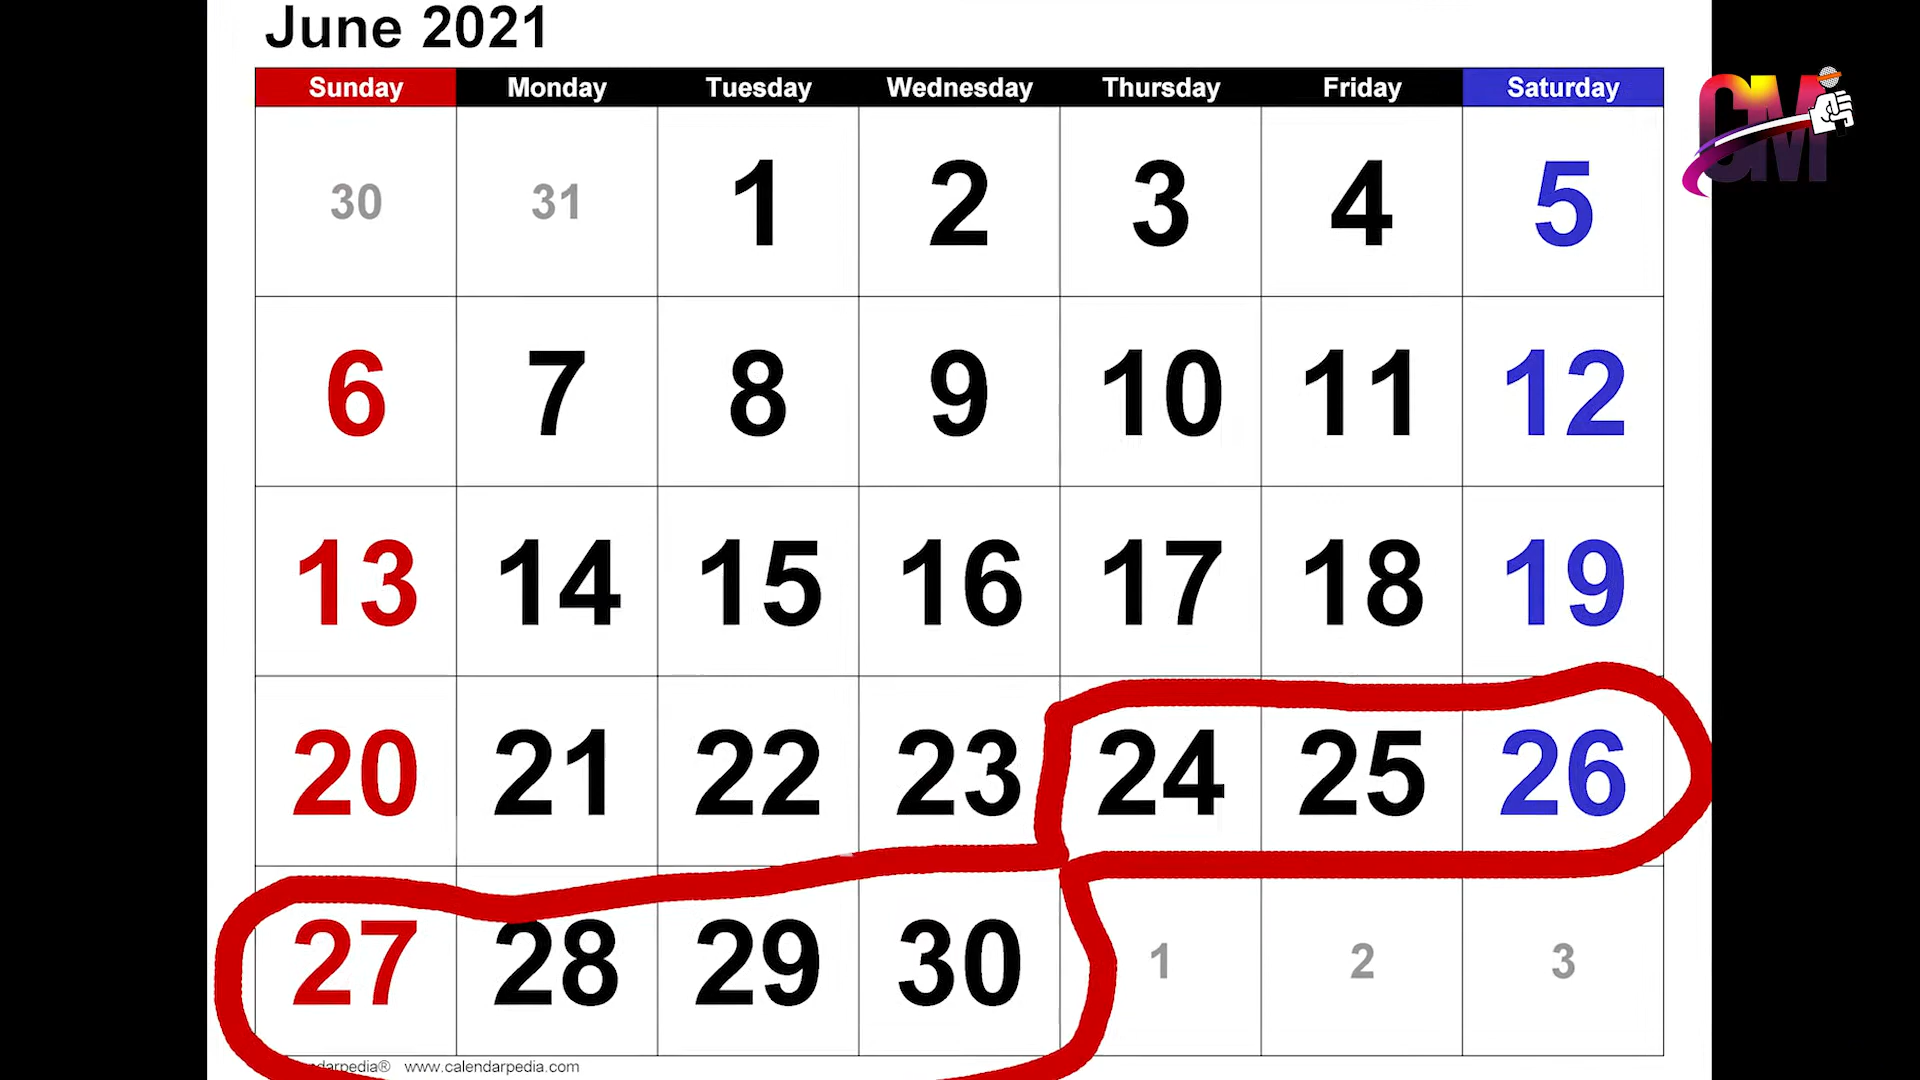 June 2021
Sunday Monday Tuesday Wednesday Thursday Friday Saturday
30 31 1 2 3 4 5
6 7 8 9 10 11 12
13 14 15 16 17 18 19
20 21 22 23 24 25 26
27 28 29 30 1 2 3
ndarpedia® www.calendarpedia.com
GM